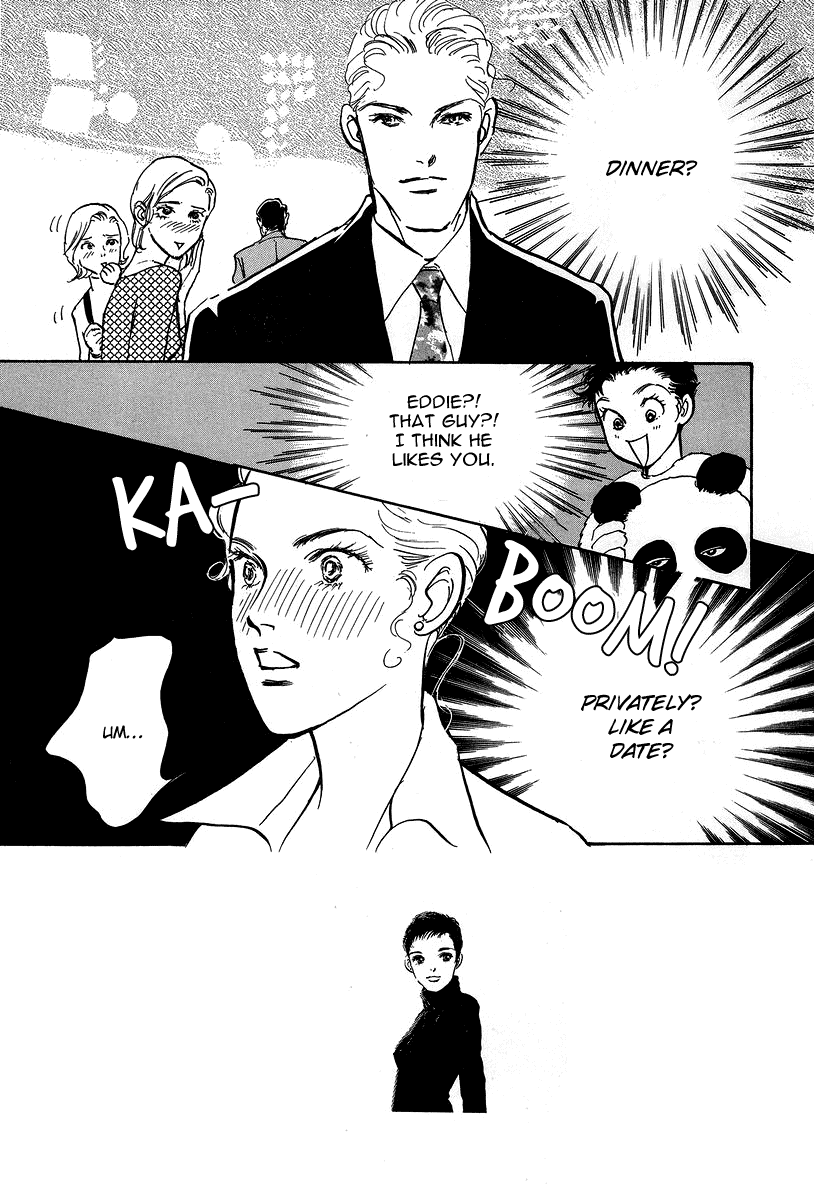 DINNER?
EDDIE?!
THAT GUY?!
I THINK HE
LIKES YOU.
KA-
BOOM!
PRIVATELY?
LIKE A
DATE?
UM...